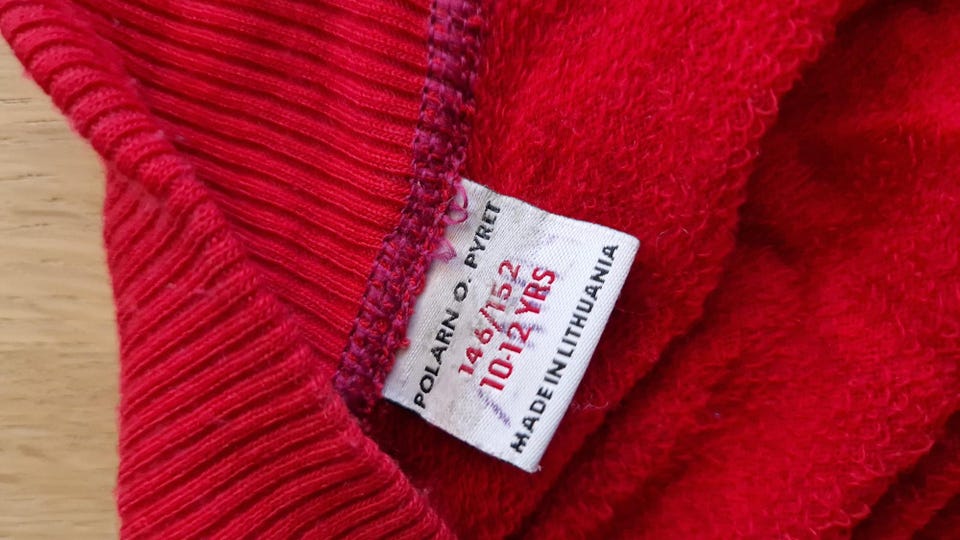 POLARN O. PYRET
146/152
10-12 YRS
MADE IN LITHUANIA